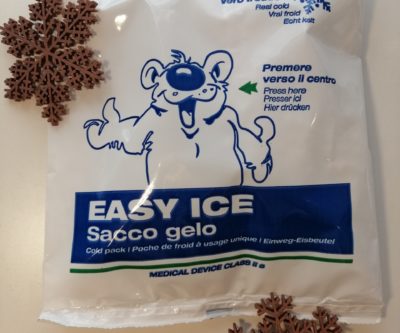 Real cold
Vrai froid
Echt kalt
Premere
verso il centro
Press here
Presser ici
Hier drücken
EASY ICE
Sacco gelo
Cold pack | Poche de froid à usage unique | Einweg-Eisbeutel
MEDICAL DEVICE CLASS II a